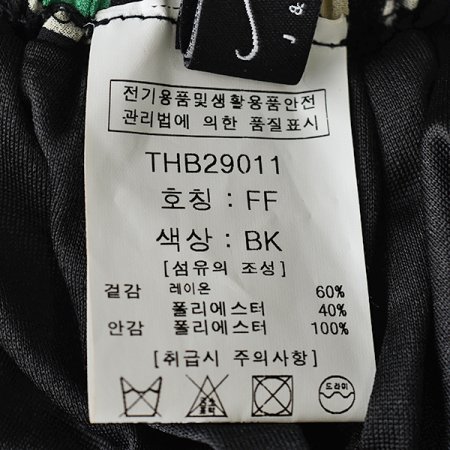 J &
전기용품및생활용품안전
관리법에 의한 품질표시
THB29011
호칭 : FF
색상 : BK
[섬유의 조성]
겉감 레이온 60%
폴리에스터 40%
안감 폴리에스터 100%
[취급시 주의사항]
드라이